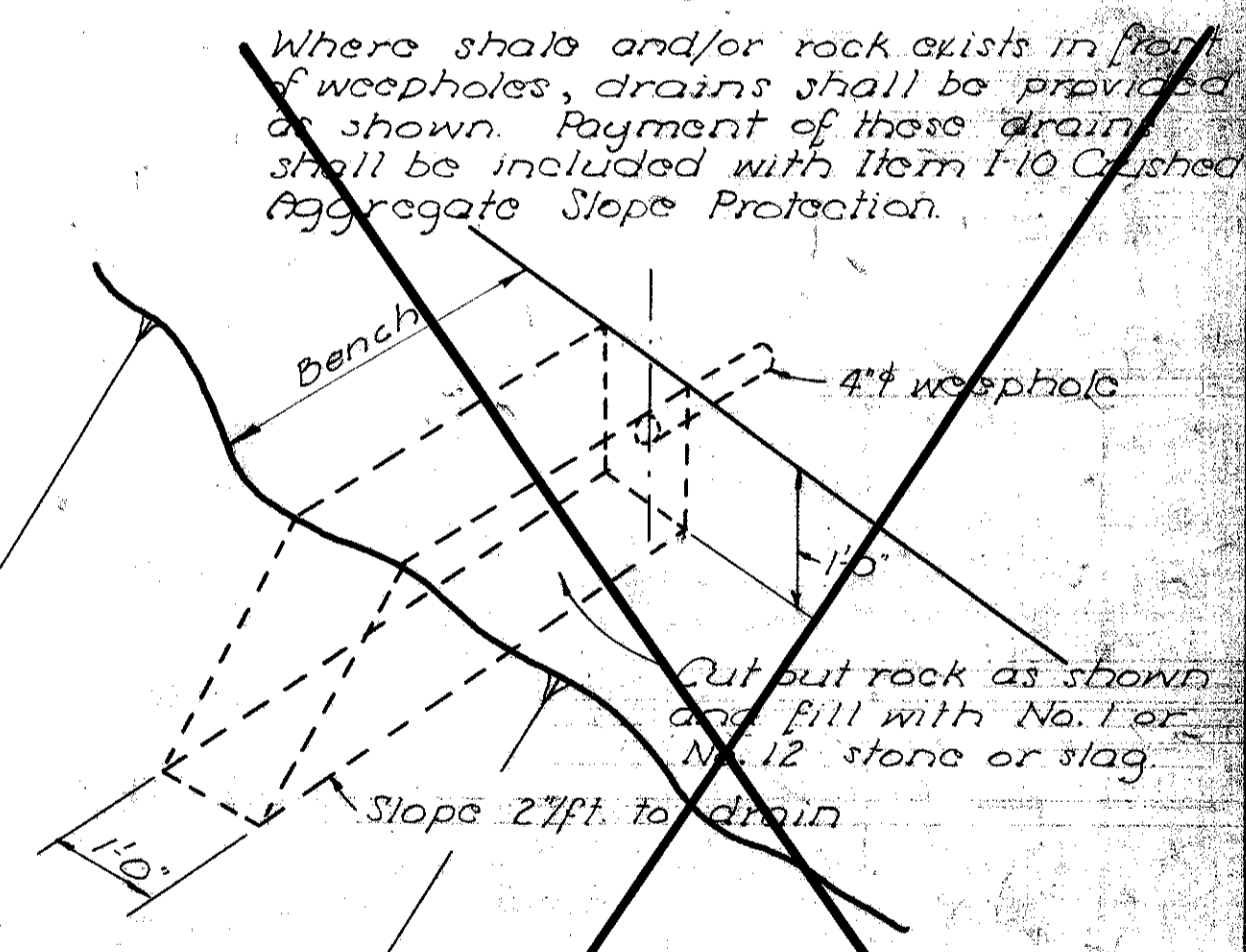 Where shale and/or rock exists in front
of weepholes, drains shall be provided
as shown. Payment of these drains
shall be included with Item I-10 Crushed
Aggregate Slope Protection.
Bench
4"ϕ weephole
1'-0"
Cut out rock as shown
and fill with No. 1 or
No. 12 stone or slag.
Slope 2"/ft. to drain
1'-0"